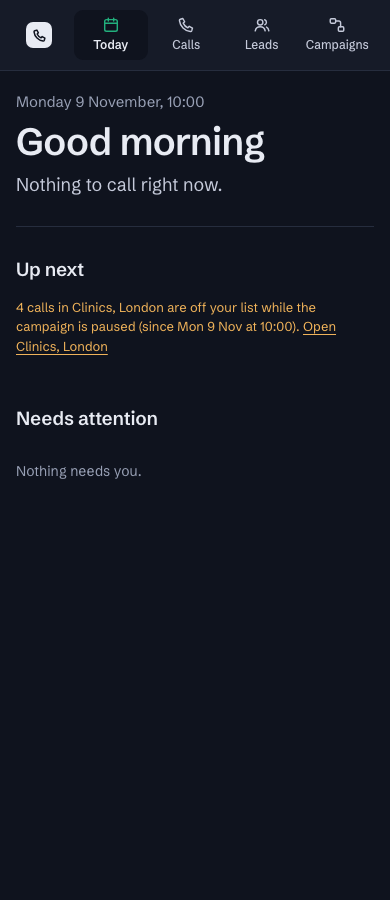 Today
Calls
Leads
Campaigns
Monday 9 November, 10:00
Good morning
Nothing to call right now.
Up next
4 calls in Clinics, London are off your list while the
campaign is paused (since Mon 9 Nov at 10:00). Open
Clinics, London
Needs attention
Nothing needs you.